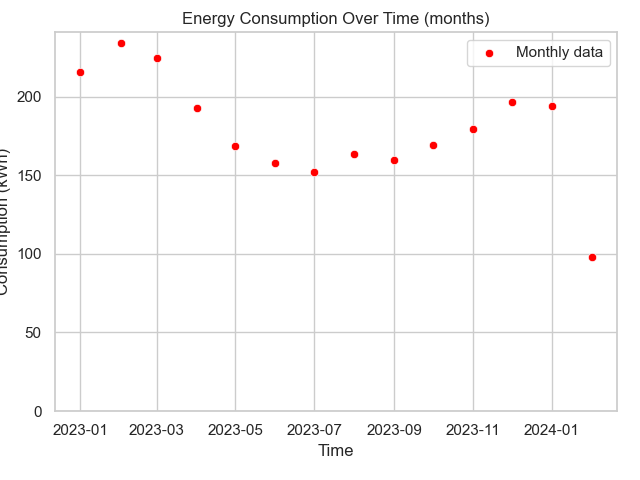 Energy Consumption Over Time (months)
Monthly data
Consumption (kWh)
200
150
100
50
0
2023-01 2023-03 2023-05 2023-07 2023-09 2023-11 2024-01
Time